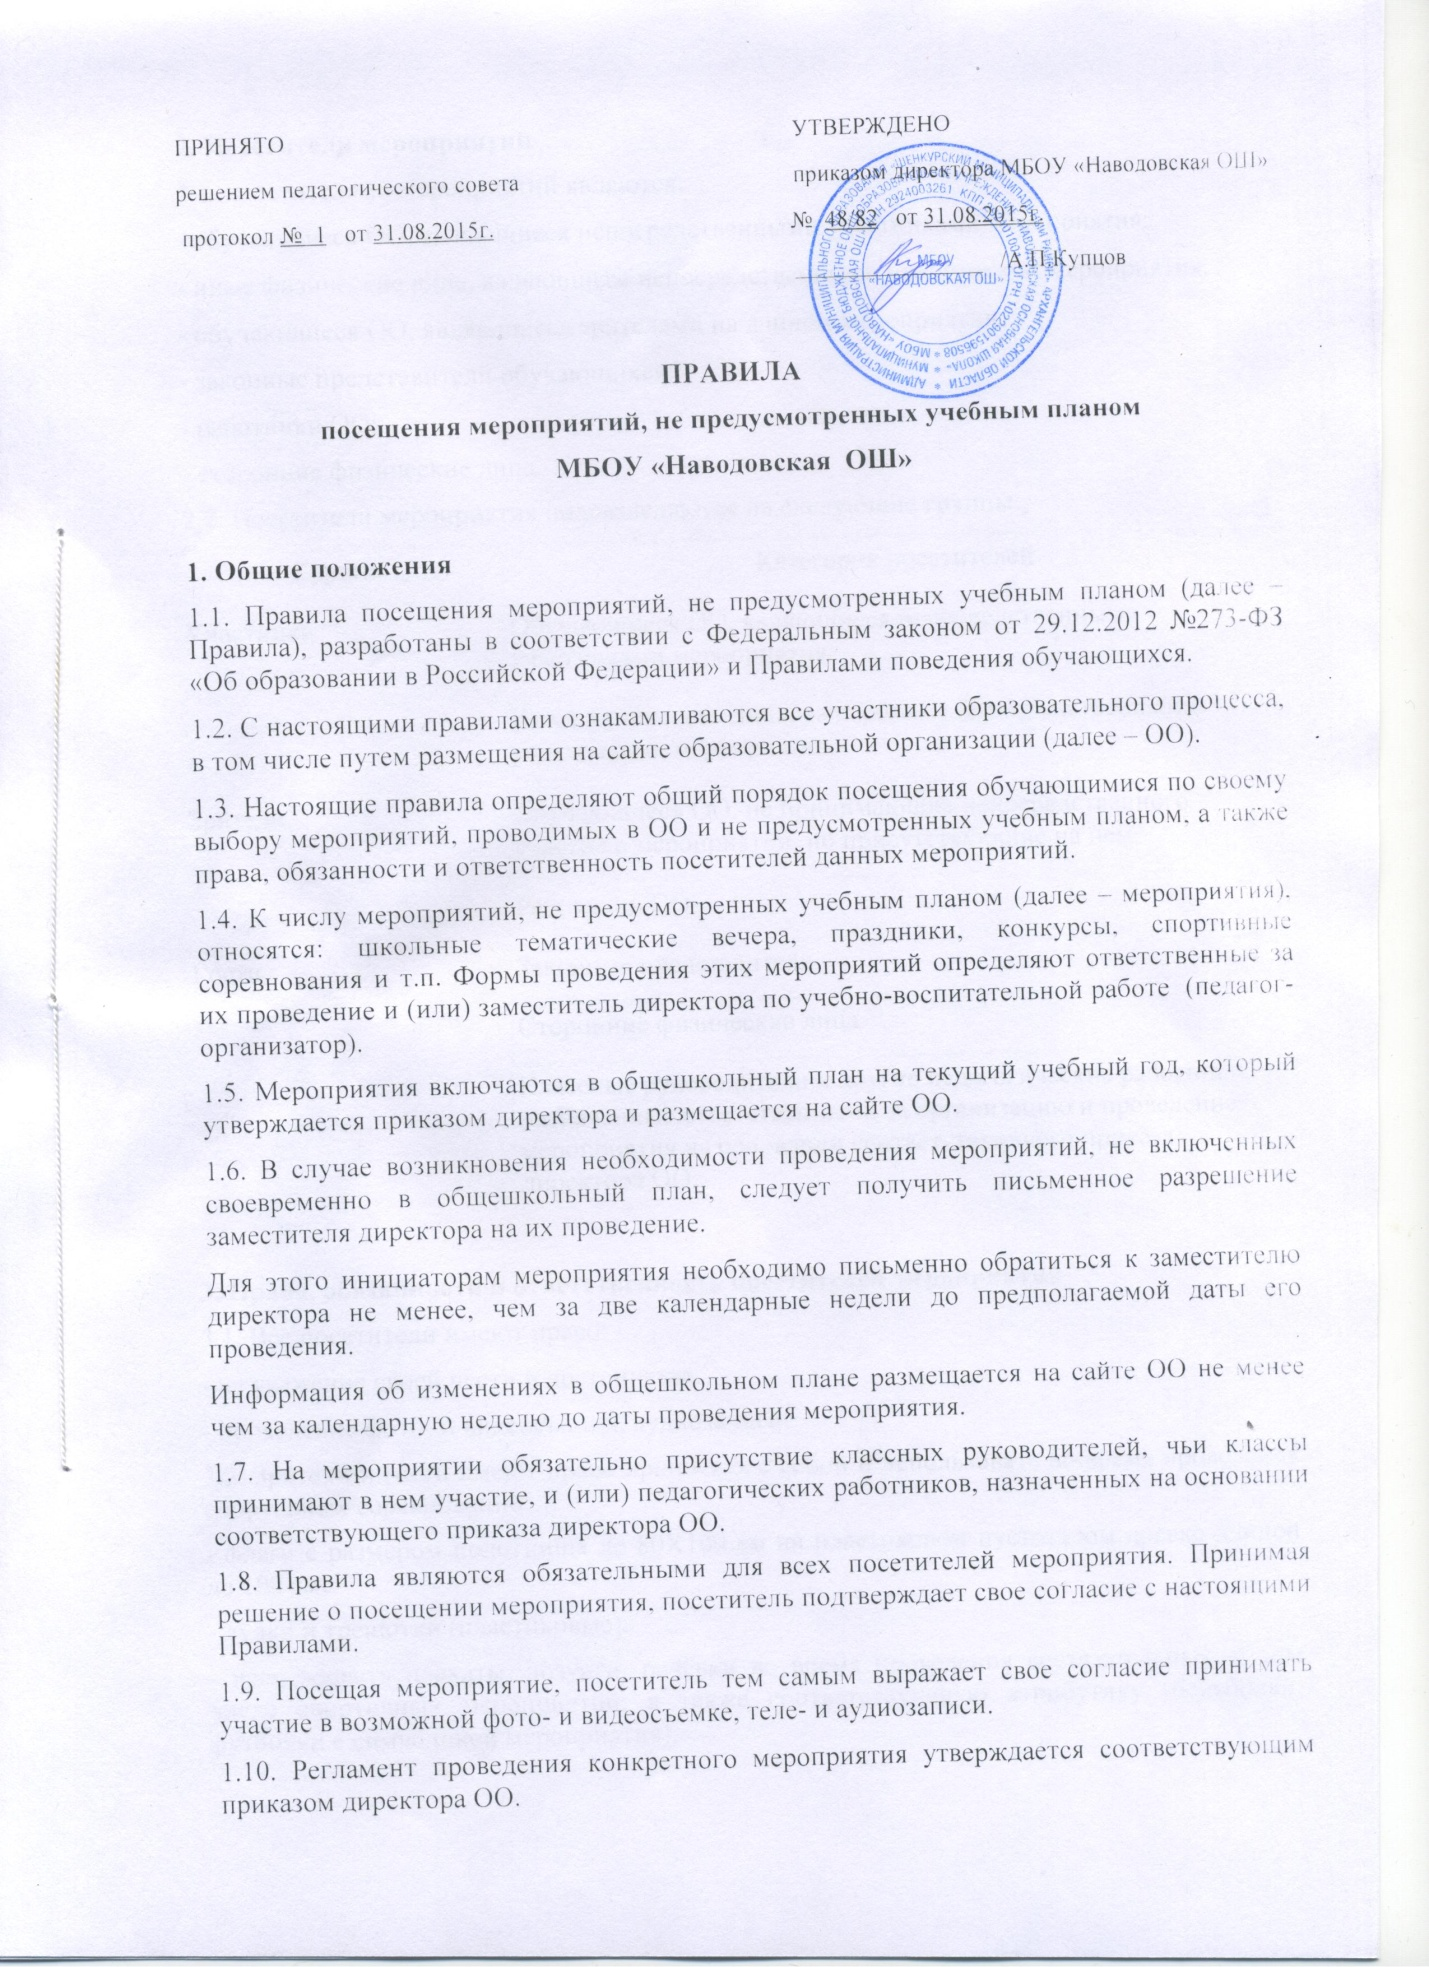 ПРИНЯТО
решением педагогического совета
протокол № 1 от 31.08.2015г.
УТВЕРЖДЕНО
приказом директора МБОУ «Наводовская ОШ»
№ 48/82 от 31.08.2015г.
/А.П.Купцов
МБОУ
«НАВОДОВСКАЯ ОШ»
ПРАВИЛА
посещения мероприятий, не предусмотренных учебным планом
МБОУ «Наводовская ОШ»
1. Общие положения
1.1. Правила посещения мероприятий, не предусмотренных учебным планом (далее –
Правила), разработаны в соответствии с Федеральным законом от 29.12.2012 №273-ФЗ
«Об образовании в Российской Федерации» и Правилами поведения обучающихся.
1.2. С настоящими правилами ознакамливаются все участники образовательного процесса,
в том числе путем размещения на сайте образовательной организации (далее – ОО).
1.3. Настоящие правила определяют общий порядок посещения обучающимися по своему
выбору мероприятий, проводимых в ОО и не предусмотренных учебным планом, а также
права, обязанности и ответственность посетителей данных мероприятий.
1.4. К числу мероприятий, не предусмотренных учебным планом (далее – мероприятия),
относятся: школьные тематические вечера, праздники, конкурсы, спортивные
соревнования и т.п. Формы проведения этих мероприятий определяют ответственные за
их проведение и (или) заместитель директора по учебно-воспитательной работе (педагог-
организатор).
1.5. Мероприятия включаются в общешкольный план на текущий учебный год, который
утверждается приказом директора и размещается на сайте ОО.
1.6. В случае возникновения необходимости проведения мероприятий, не включенных
своевременно в общешкольный план, следует получить письменное разрешение
заместителя директора на их проведение.
Для этого инициаторам мероприятия необходимо письменно обратиться к заместителю
директора не менее, чем за две календарные недели до предполагаемой даты его
проведения.
Информация об изменениях в общешкольном плане размещается на сайте ОО не менее
чем за календарную неделю до даты проведения мероприятия.
1.7. На мероприятии обязательно присутствие классных руководителей, чьи классы
принимают в нем участие, и (или) педагогических работников, назначенных на основании
соответствующего приказа директора ОО.
1.8. Правила являются обязательными для всех посетителей мероприятия. Принимая
решение о посещении мероприятия, посетитель подтверждает свое согласие с настоящими
Правилами.
1.9. Посещая мероприятие, посетитель тем самым выражает свое согласие принимать
участие в возможной фото- и видеосъемке, теле- и аудиозаписи.
1.10. Регламент проведения конкретного мероприятия утверждается соответствующим
приказом директора ОО.